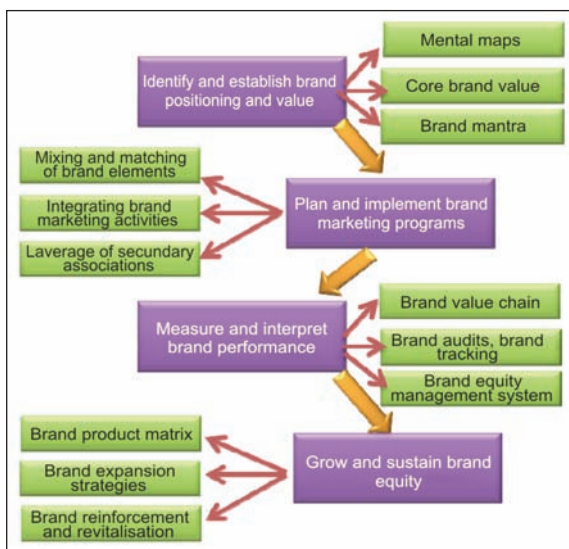 Identify and establish brand
positioning and value
Mental maps
Core brand value
Brand mantra
Mixing and matching
of brand elements
Integrating brand
marketing activities
Laverage of secundary
associations
Plan and implement brand
marketing programs
Measure and interpret
brand performance
Brand value chain
Brand audits, brand
tracking
Brand equity
management system
Brand product matrix
Brand expansion
strategies
Brand reinforcement
and revitalisation
Grow and sustain brand
equity